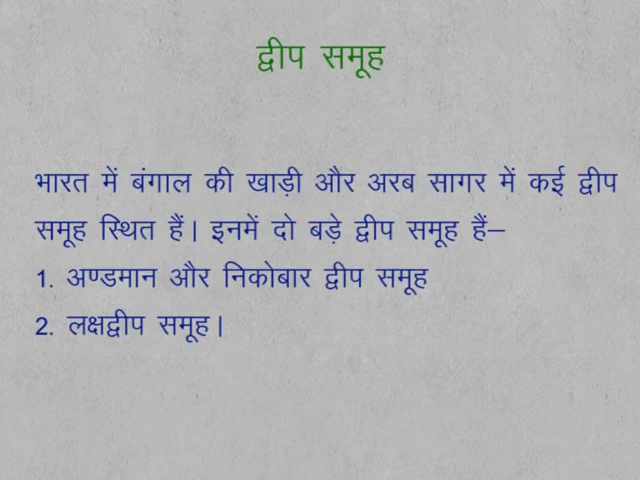 द्वीप समूह
भारत में बंगाल की खाड़ी और अरब सागर में कई द्वीप
समूह स्थित हैं। इनमें दो बड़े द्वीप समूह हैं–
1. अण्डमान और निकोबार द्वीप समूह
2. लक्षद्वीप समूह।